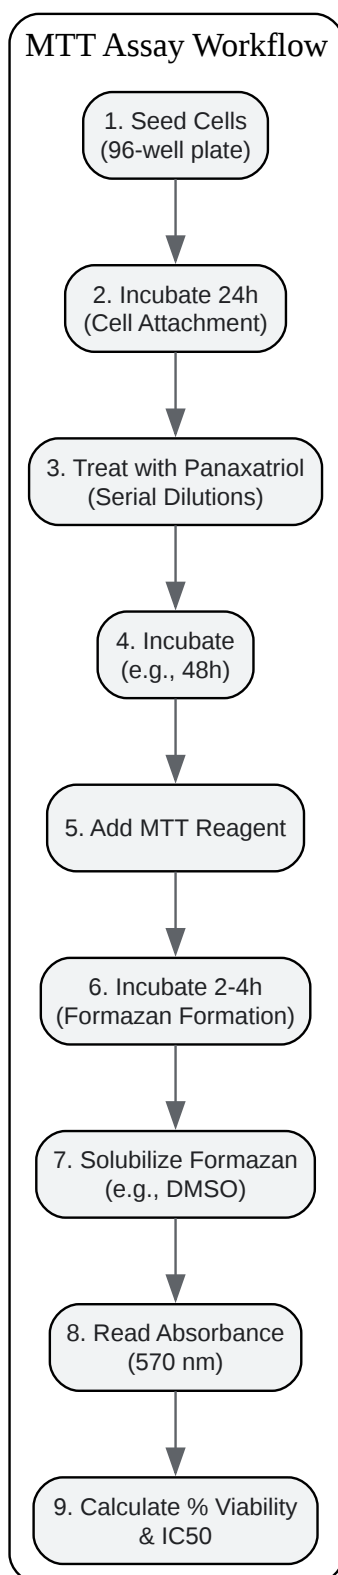 MTT Assay Workflow
1. Seed Cells
(96-well plate)
2. Incubate 24h
(Cell Attachment)
3. Treat with Panaxatriol
(Serial Dilutions)
4. Incubate
(e.g., 48h)
5. Add MTT Reagent
6. Incubate 2-4h
(Formazan Formation)
7. Solubilize Formazan
(e.g., DMSO)
8. Read Absorbance
(570 nm)
9. Calculate % Viability
& IC50